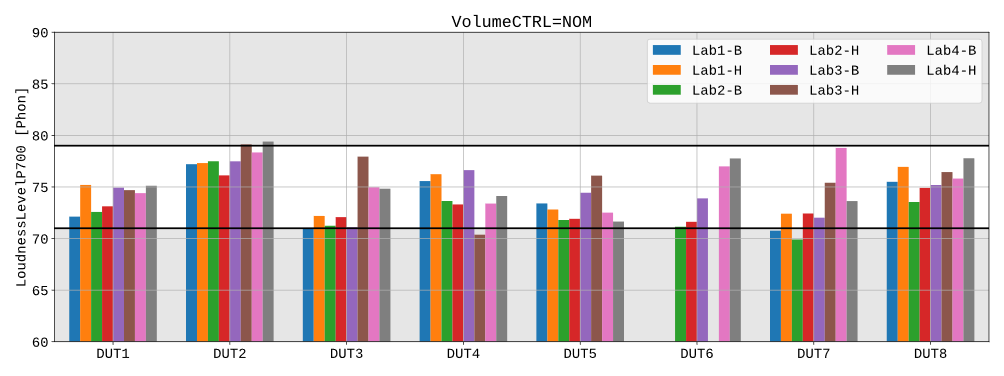 VolumeCTRL=NOM
LoudnessLevelP700 [Phon]
90
85
80
75
70
65
60
Lab1-B
Lab1-H
Lab2-B
Lab2-H
Lab3-B
Lab3-H
Lab4-B
Lab4-H
DUT1 DUT2 DUT3 DUT4 DUT5 DUT6 DUT7 DUT8